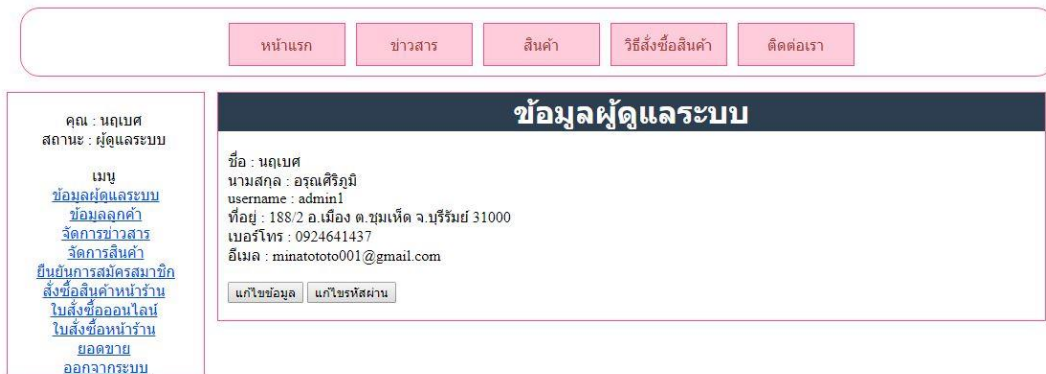 หน้าแรก ข่าวสาร สินค้า วิธีสั่งซื้อสินค้า ติดต่อเรา
คุณ : นฤเบศ
สถานะ : ผู้ดูแลระบบ
เมนู
ข้อมูลผู้ดูแลระบบ
ข้อมูลลูกค้า
จัดการข่าวสาร
จัดการสินค้า
ยืนยันการสมัครสมาชิก
สั่งซื้อสินค้าหน้าร้าน
ใบสั่งซื้อออนไลน์
ใบสั่งซื้อหน้าร้าน
ยอดขาย
ออกจากระบบ
ข้อมูลผู้ดูแลระบบ
ชื่อ : นฤเบศ
นามสกุล : อรุณศิริภูมิ
username : admin1
ที่อยู่ : 188/2 อ.เมือง ต.ชุมเห็ด จ.บุรีรัมย์ 31000
เบอร์โทร : 0924641437
อีเมล : minatototo001@gmail.com
แก้ไขข้อมูล แก้ไขรหัสผ่าน